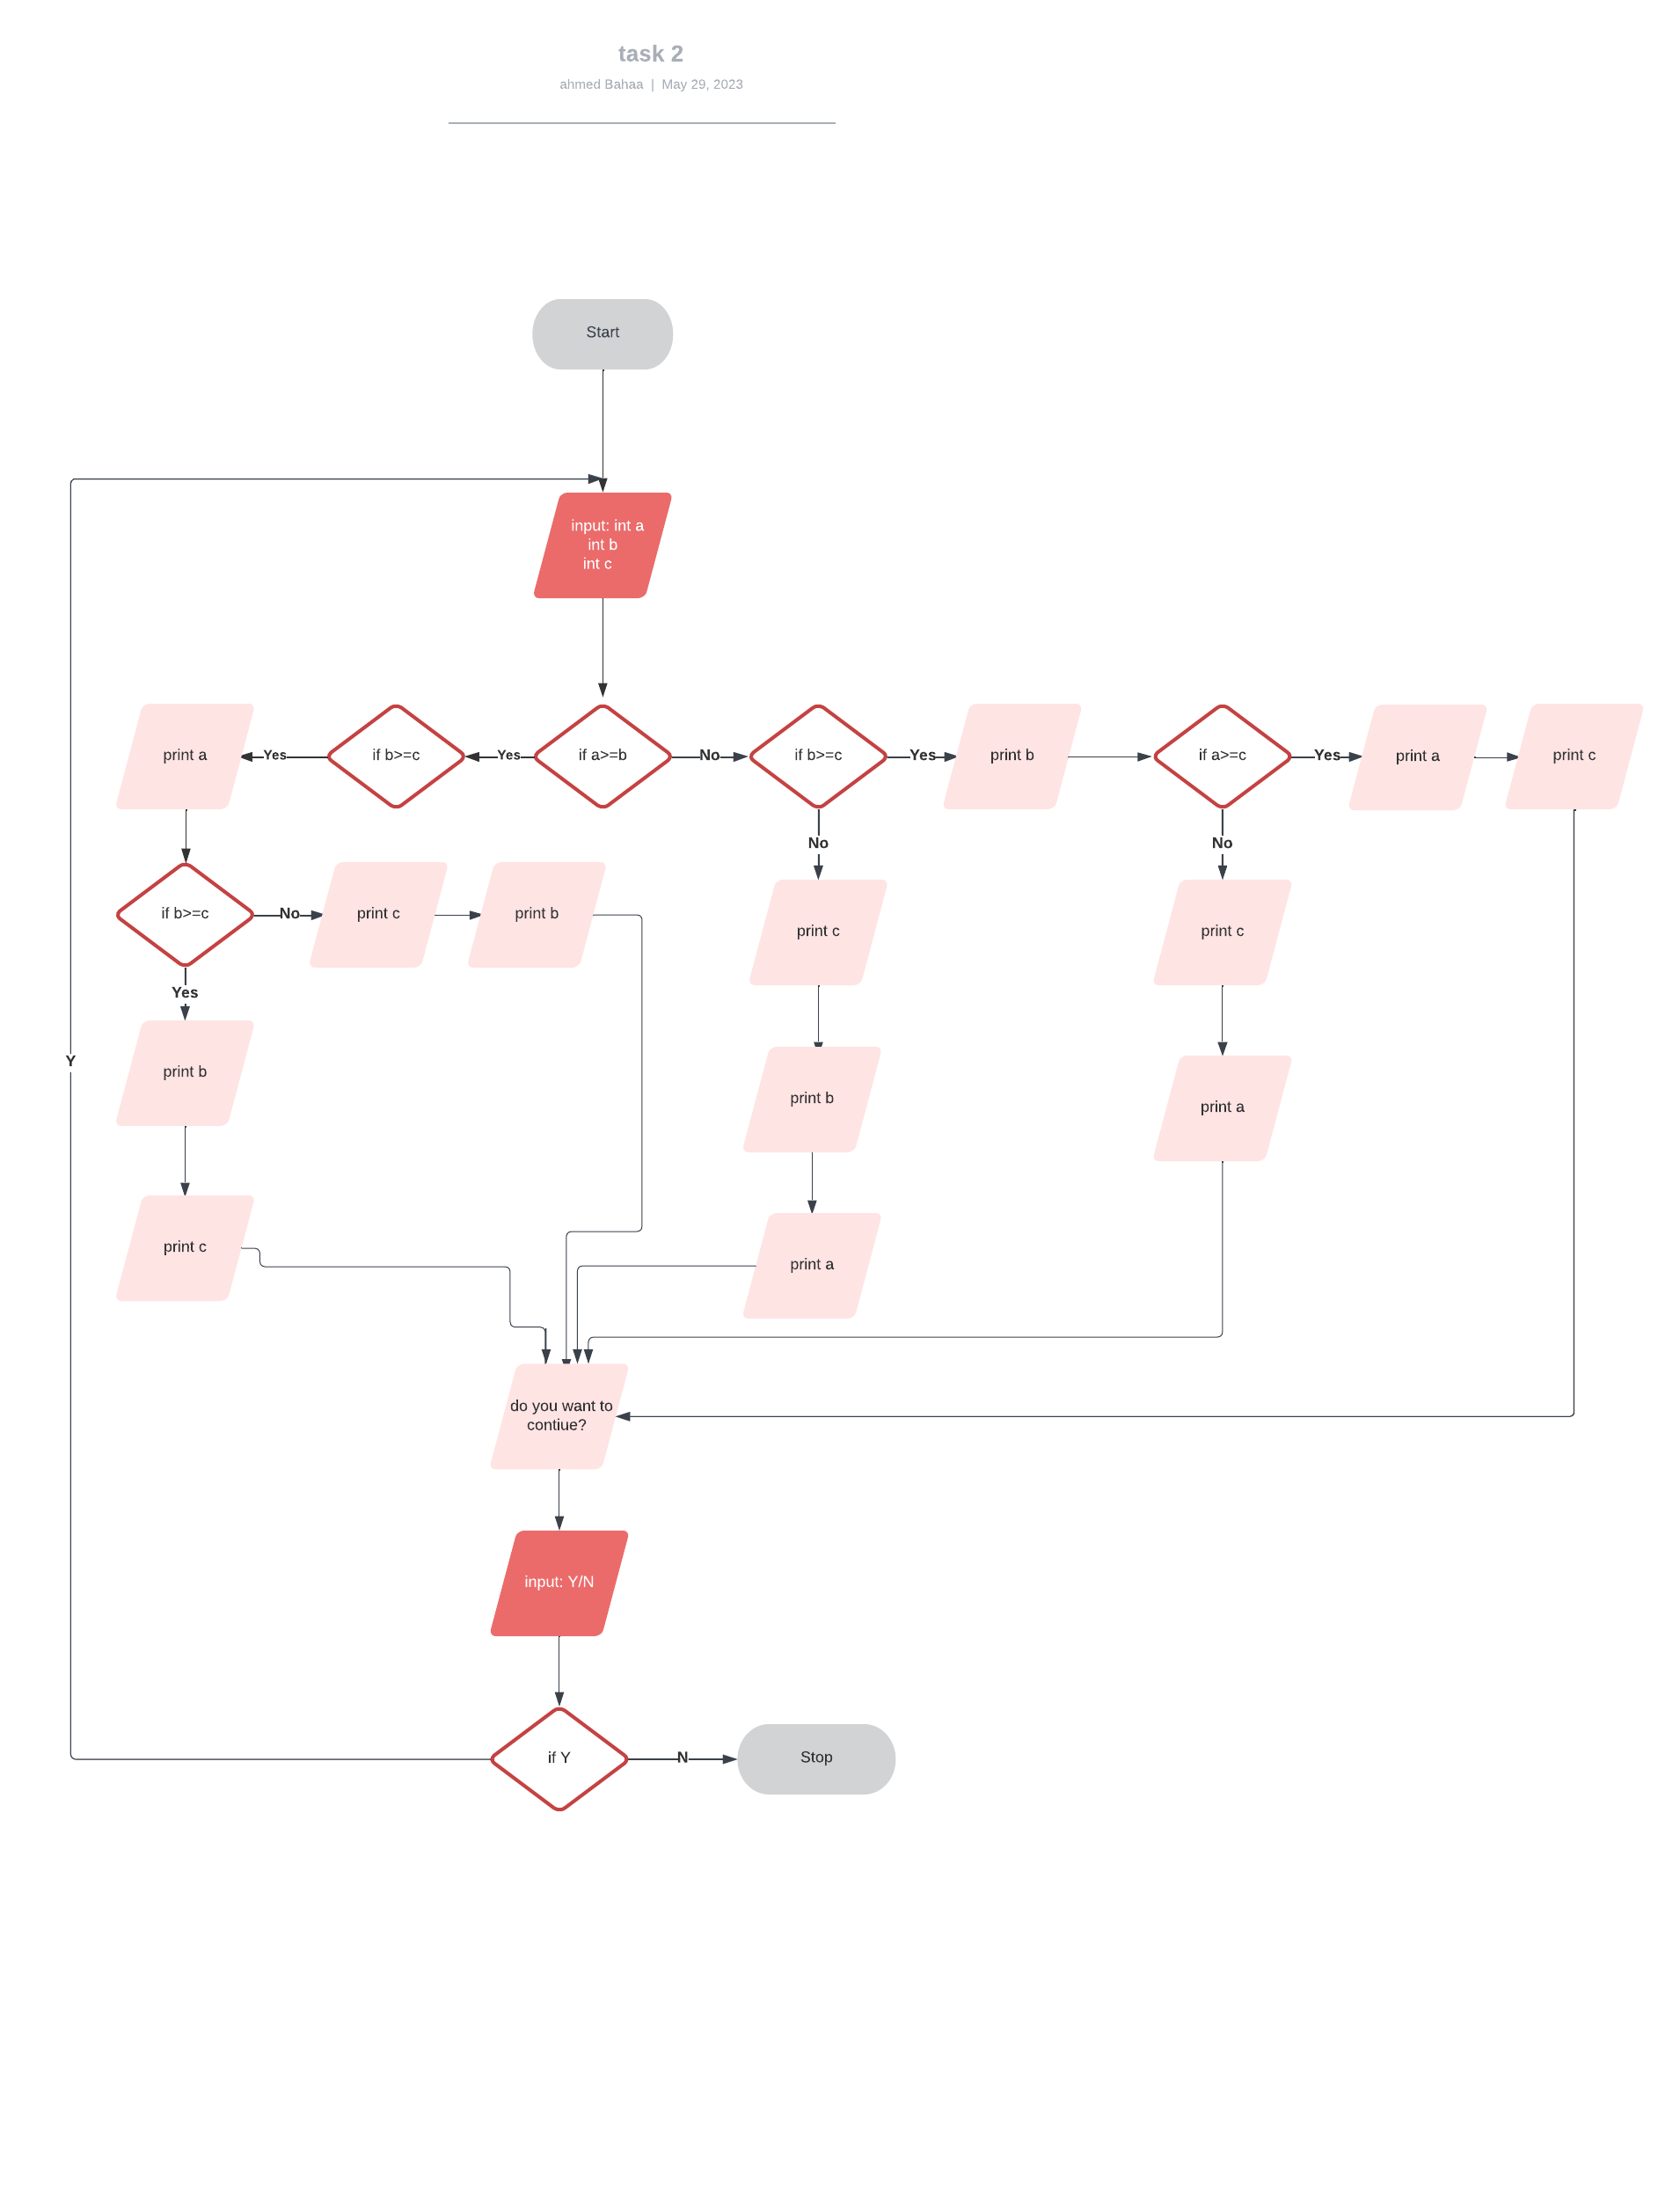 task 2
ahmed Bahaa | May 29, 2023
Start
input: int a
int b
int c
print a
Yes
if b>=c
Yes
if a>=b
No
if b>=c
Yes
print b
if a>=c
Yes
print a
print c
No
No
if b>=c
No
print c
print b
print c
print c
Yes
Y
print b
print b
print a
print c
print a
do you want to
contiue?
input: Y/N
if Y
N
Stop